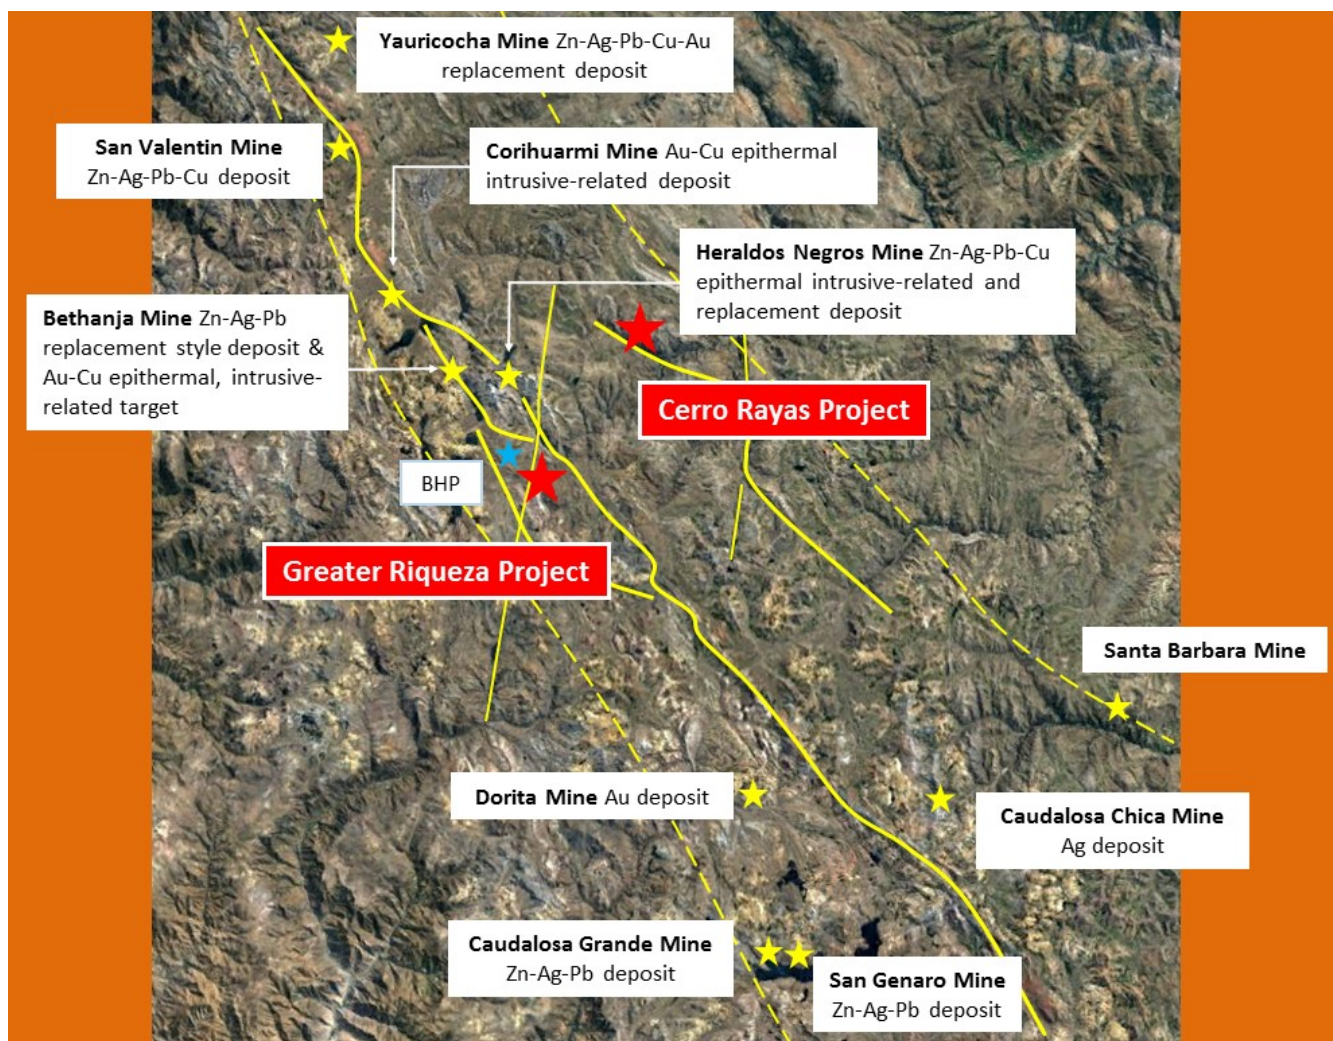 Yauricocha Mine Zn-Ag-Pb-Cu-Au
replacement deposit
San Valentin Mine
Zn-Ag-Pb-Cu deposit
Corihuarmi Mine Au-Cu epithermal
intrusive-related deposit
Heraldos Negros Mine Zn-Ag-Pb-Cu
epithermal intrusive-related and
replacement deposit
Bethanja Mine Zn-Ag-Pb
replacement style deposit &
Au-Cu epithermal, intrusive-
related target
Cerro Rayas Project
BHP
Greater Riqueza Project
Santa Barbara Mine
Dorita Mine Au deposit
Caudalosa Chica Mine
Ag deposit
Caudalosa Grande Mine
Zn-Ag-Pb deposit
San Genaro Mine
Zn-Ag-Pb deposit